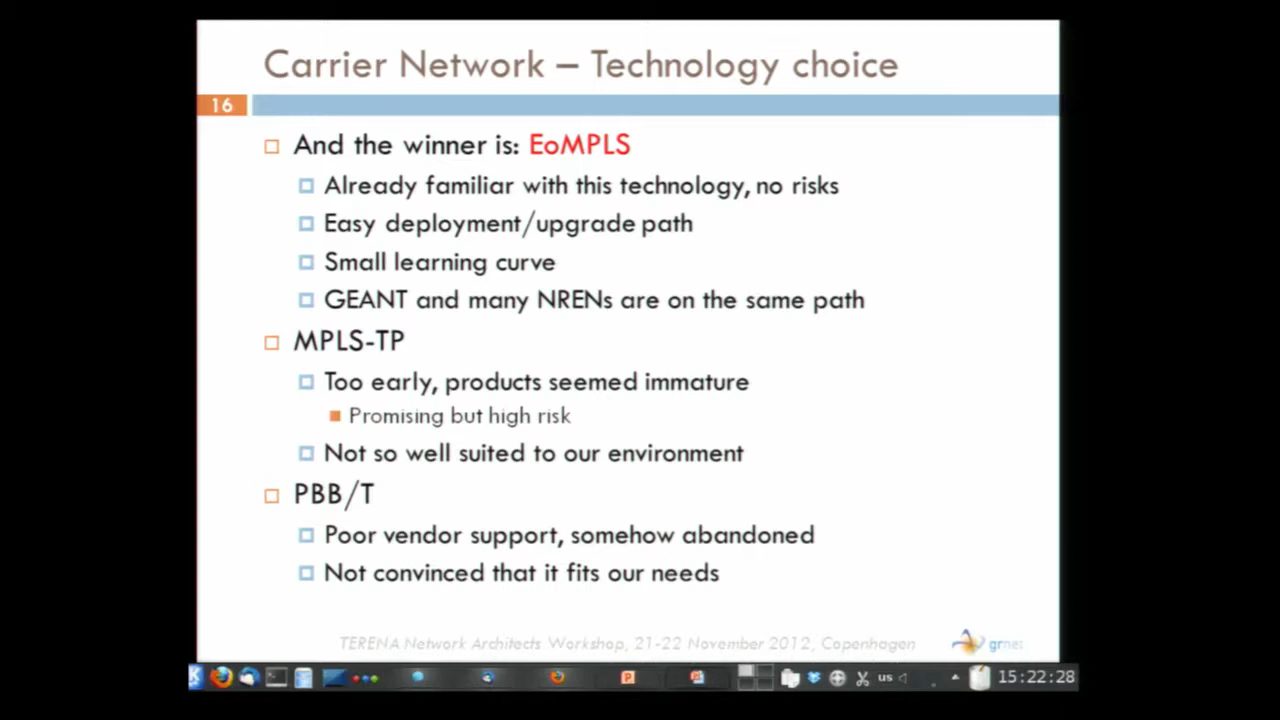 Carrier Network – Technology choice
16
And the winner is: EoMPLS
Already familiar with this technology, no risks
Easy deployment/upgrade path
Small learning curve
GEANT and many NRENs are on the same path
MPLS-TP
Too early, products seemed immature
Promising but high risk
Not so well suited to our environment
PBB/T
Poor vendor support, somehow abandoned
Not convinced that it fits our needs
TERENA Network Architects Workshop, 21-22 November 2012, Copenhagen
grnet
us
15:22:28